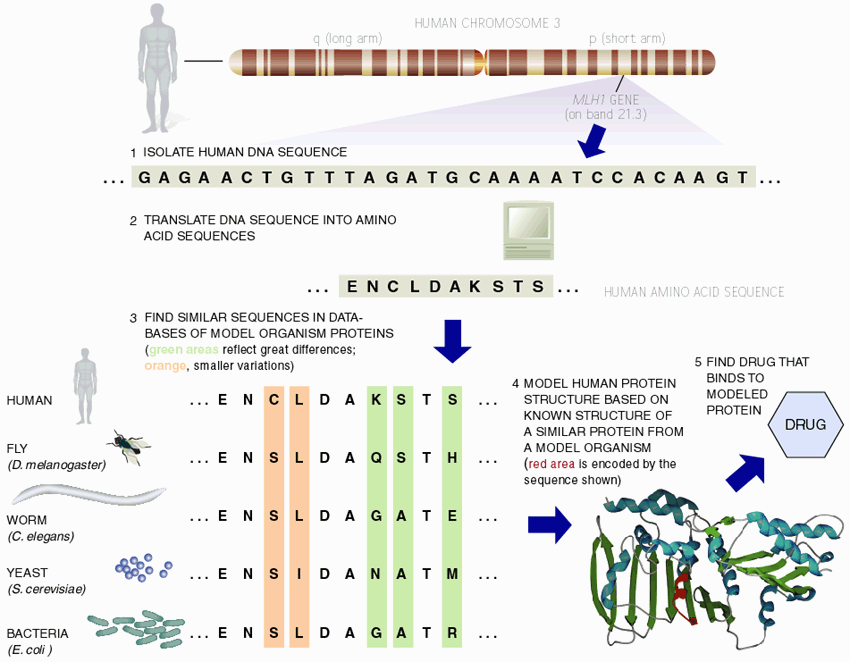 HUMAN CHROMOSOME 3
q (long arm)
p (short arm)
MLH1 GENE
(on band 21.3)
1 ISOLATE HUMAN DNA SEQUENCE
... G A G A A C T G T T T A G A T G C A A A A T C C A C A A G T ...
2 TRANSLATE DNA SEQUENCE INTO AMINO
ACID SEQUENCES
... E N C L D A K S T S ...
HUMAN AMINO ACID SEQUENCE
3 FIND SIMILAR SEQUENCES IN DATA-
BASES OF MODEL ORGANISM PROTEINS
(green areas reflect great differences;
orange, smaller variations)
HUMAN
... E N C L D A K S T S ...
FLY
(D. melanogaster)
... E N S L D A Q S T H ...
WORM
(C. elegans)
... E N S L D A G A T E ...
YEAST
(S. cerevisiae)
... E N S I D A N A T M ...
BACTERIA
(E. coli )
... E N S L D A G A T R ...
4 MODEL HUMAN PROTEIN
STRUCTURE BASED ON
KNOWN STRUCTURE OF
A SIMILAR PROTEIN FROM
A MODEL ORGANISM
(red area is encoded by the
sequence shown)
5 FIND DRUG THAT
BINDS TO
MODELED
PROTEIN
DRUG